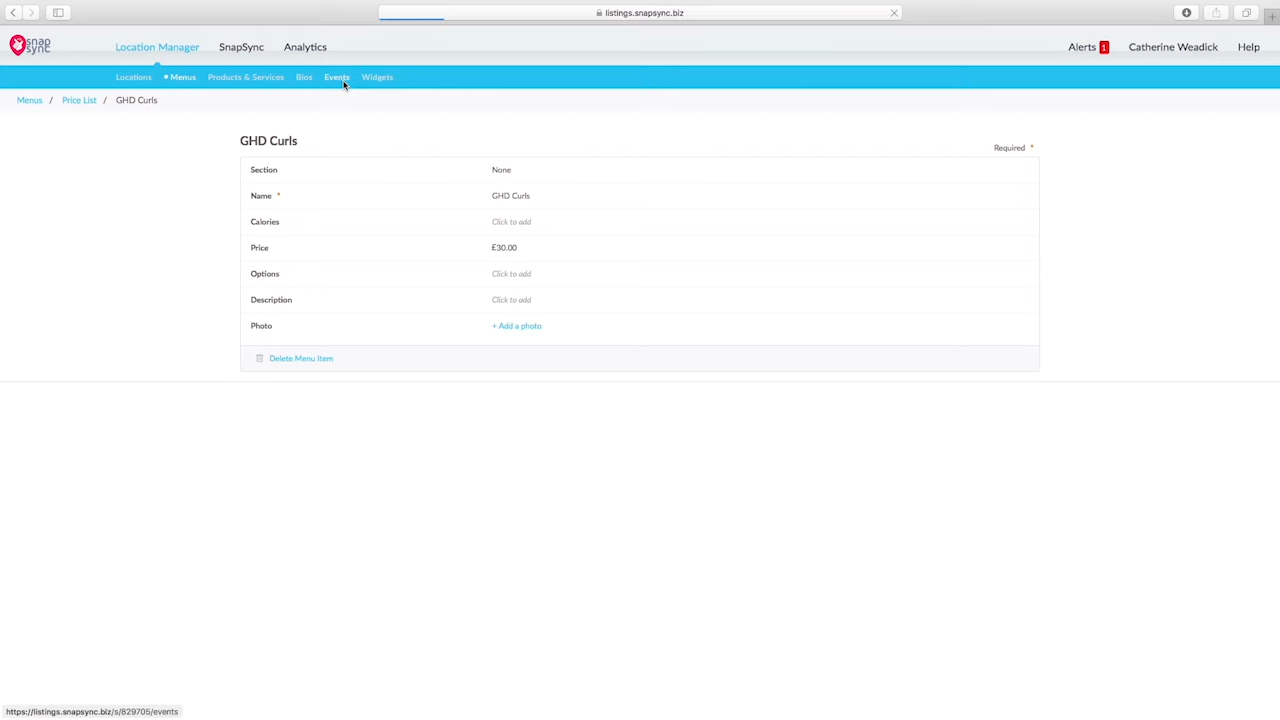 listings.snapsync.biz
snap
sync
Location Manager SnapSync Analytics Alerts 1 Catherine Weadick Help
Locations Menus Products & Services Bios Events Widgets
Menus / Price List / GHD Curls
GHD Curls
Required *
Section None
Name * GHD Curls
Calories Click to add
Price £30.00
Options Click to add
Description Click to add
Photo + Add a photo
Delete Menu Item
https://listings.snapsync.biz/s/829705/events